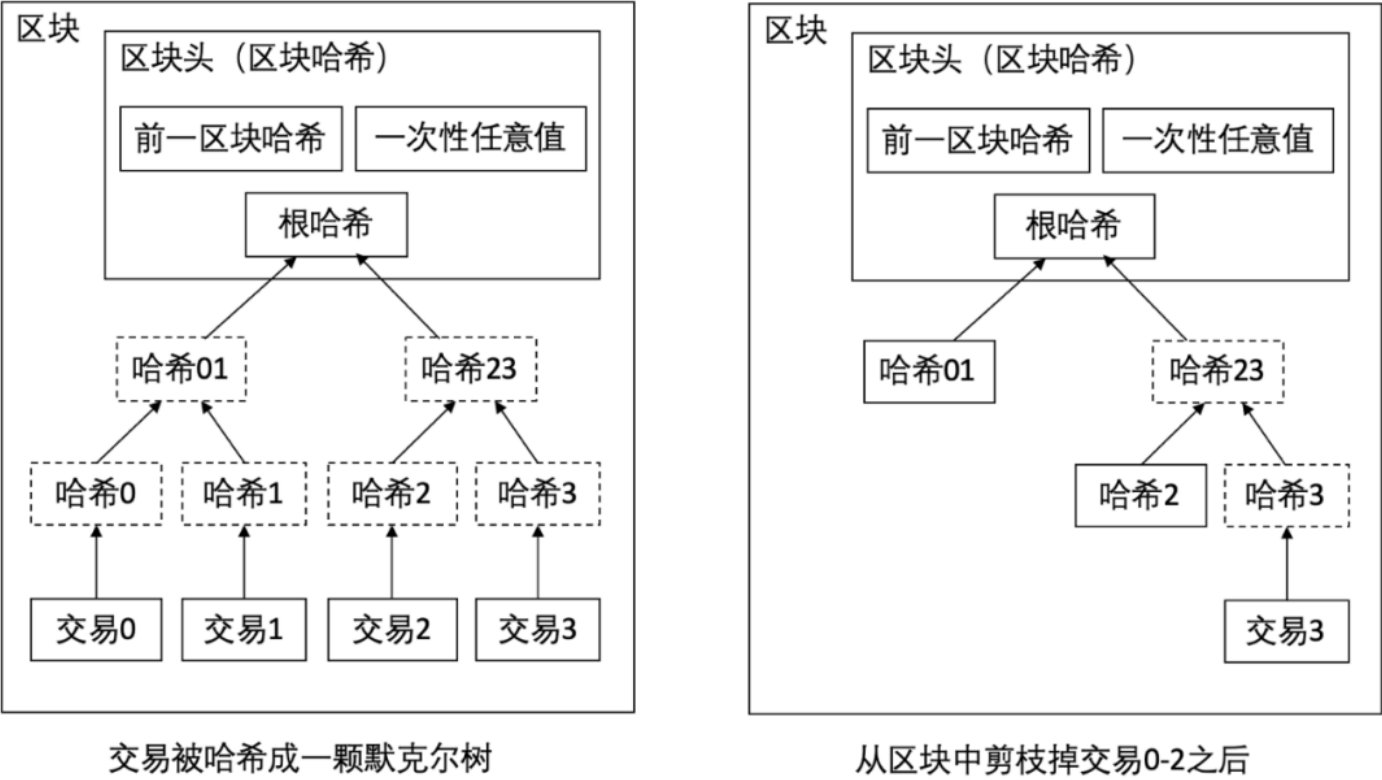 区块
区块头（区块哈希）
前一区块哈希 一次性任意值
根哈希
哈希01 哈希23
哈希0 哈希1 哈希2 哈希3
交易0 交易1 交易2 交易3
交易被哈希成一颗默克尔树
区块
区块头（区块哈希）
前一区块哈希 一次性任意值
根哈希
哈希01 哈希23
哈希2 哈希3
交易3
从区块中剪枝掉交易0-2之后